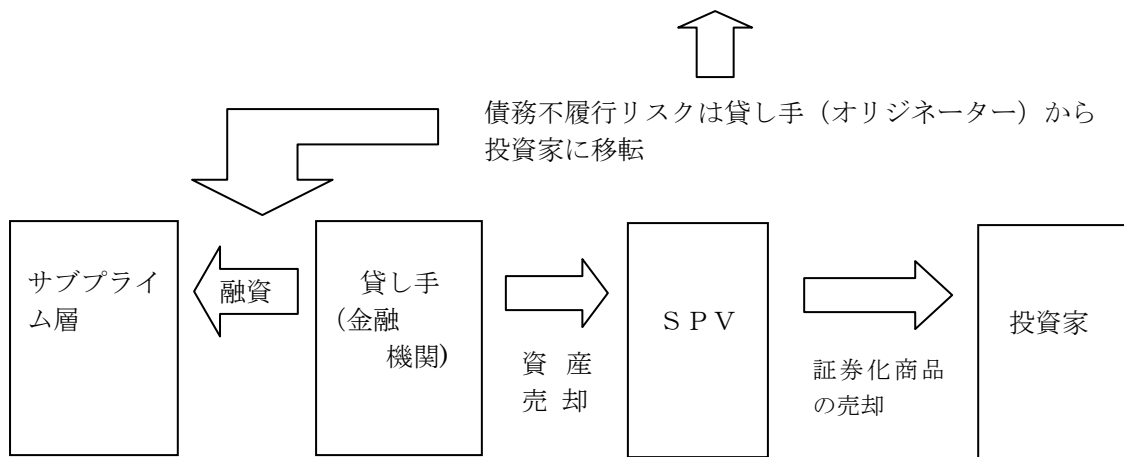 債務不履行リスクは貸し手（オリジネーター）から
投資家に移転
サブプライ
ム層
融資
貸し手
(金融
機関)
資 産
売 却
ＳＰＶ
証券化商品
の売却
投資家